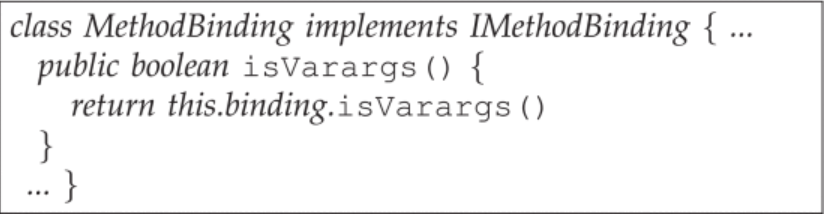 class MethodBinding implements IMethodBinding { ...
public boolean isVarargs() {
return this.binding.isVarargs()
}
... }